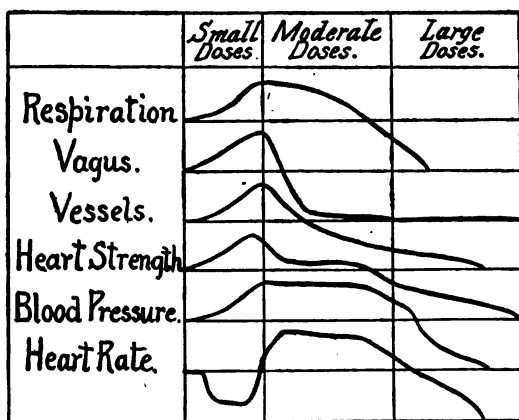 Small Doses
Moderate Doses.
Large Doses.
Respiration
Vagus.
Vessels.
Heart Strength
Blood Pressure.
Heart Rate.